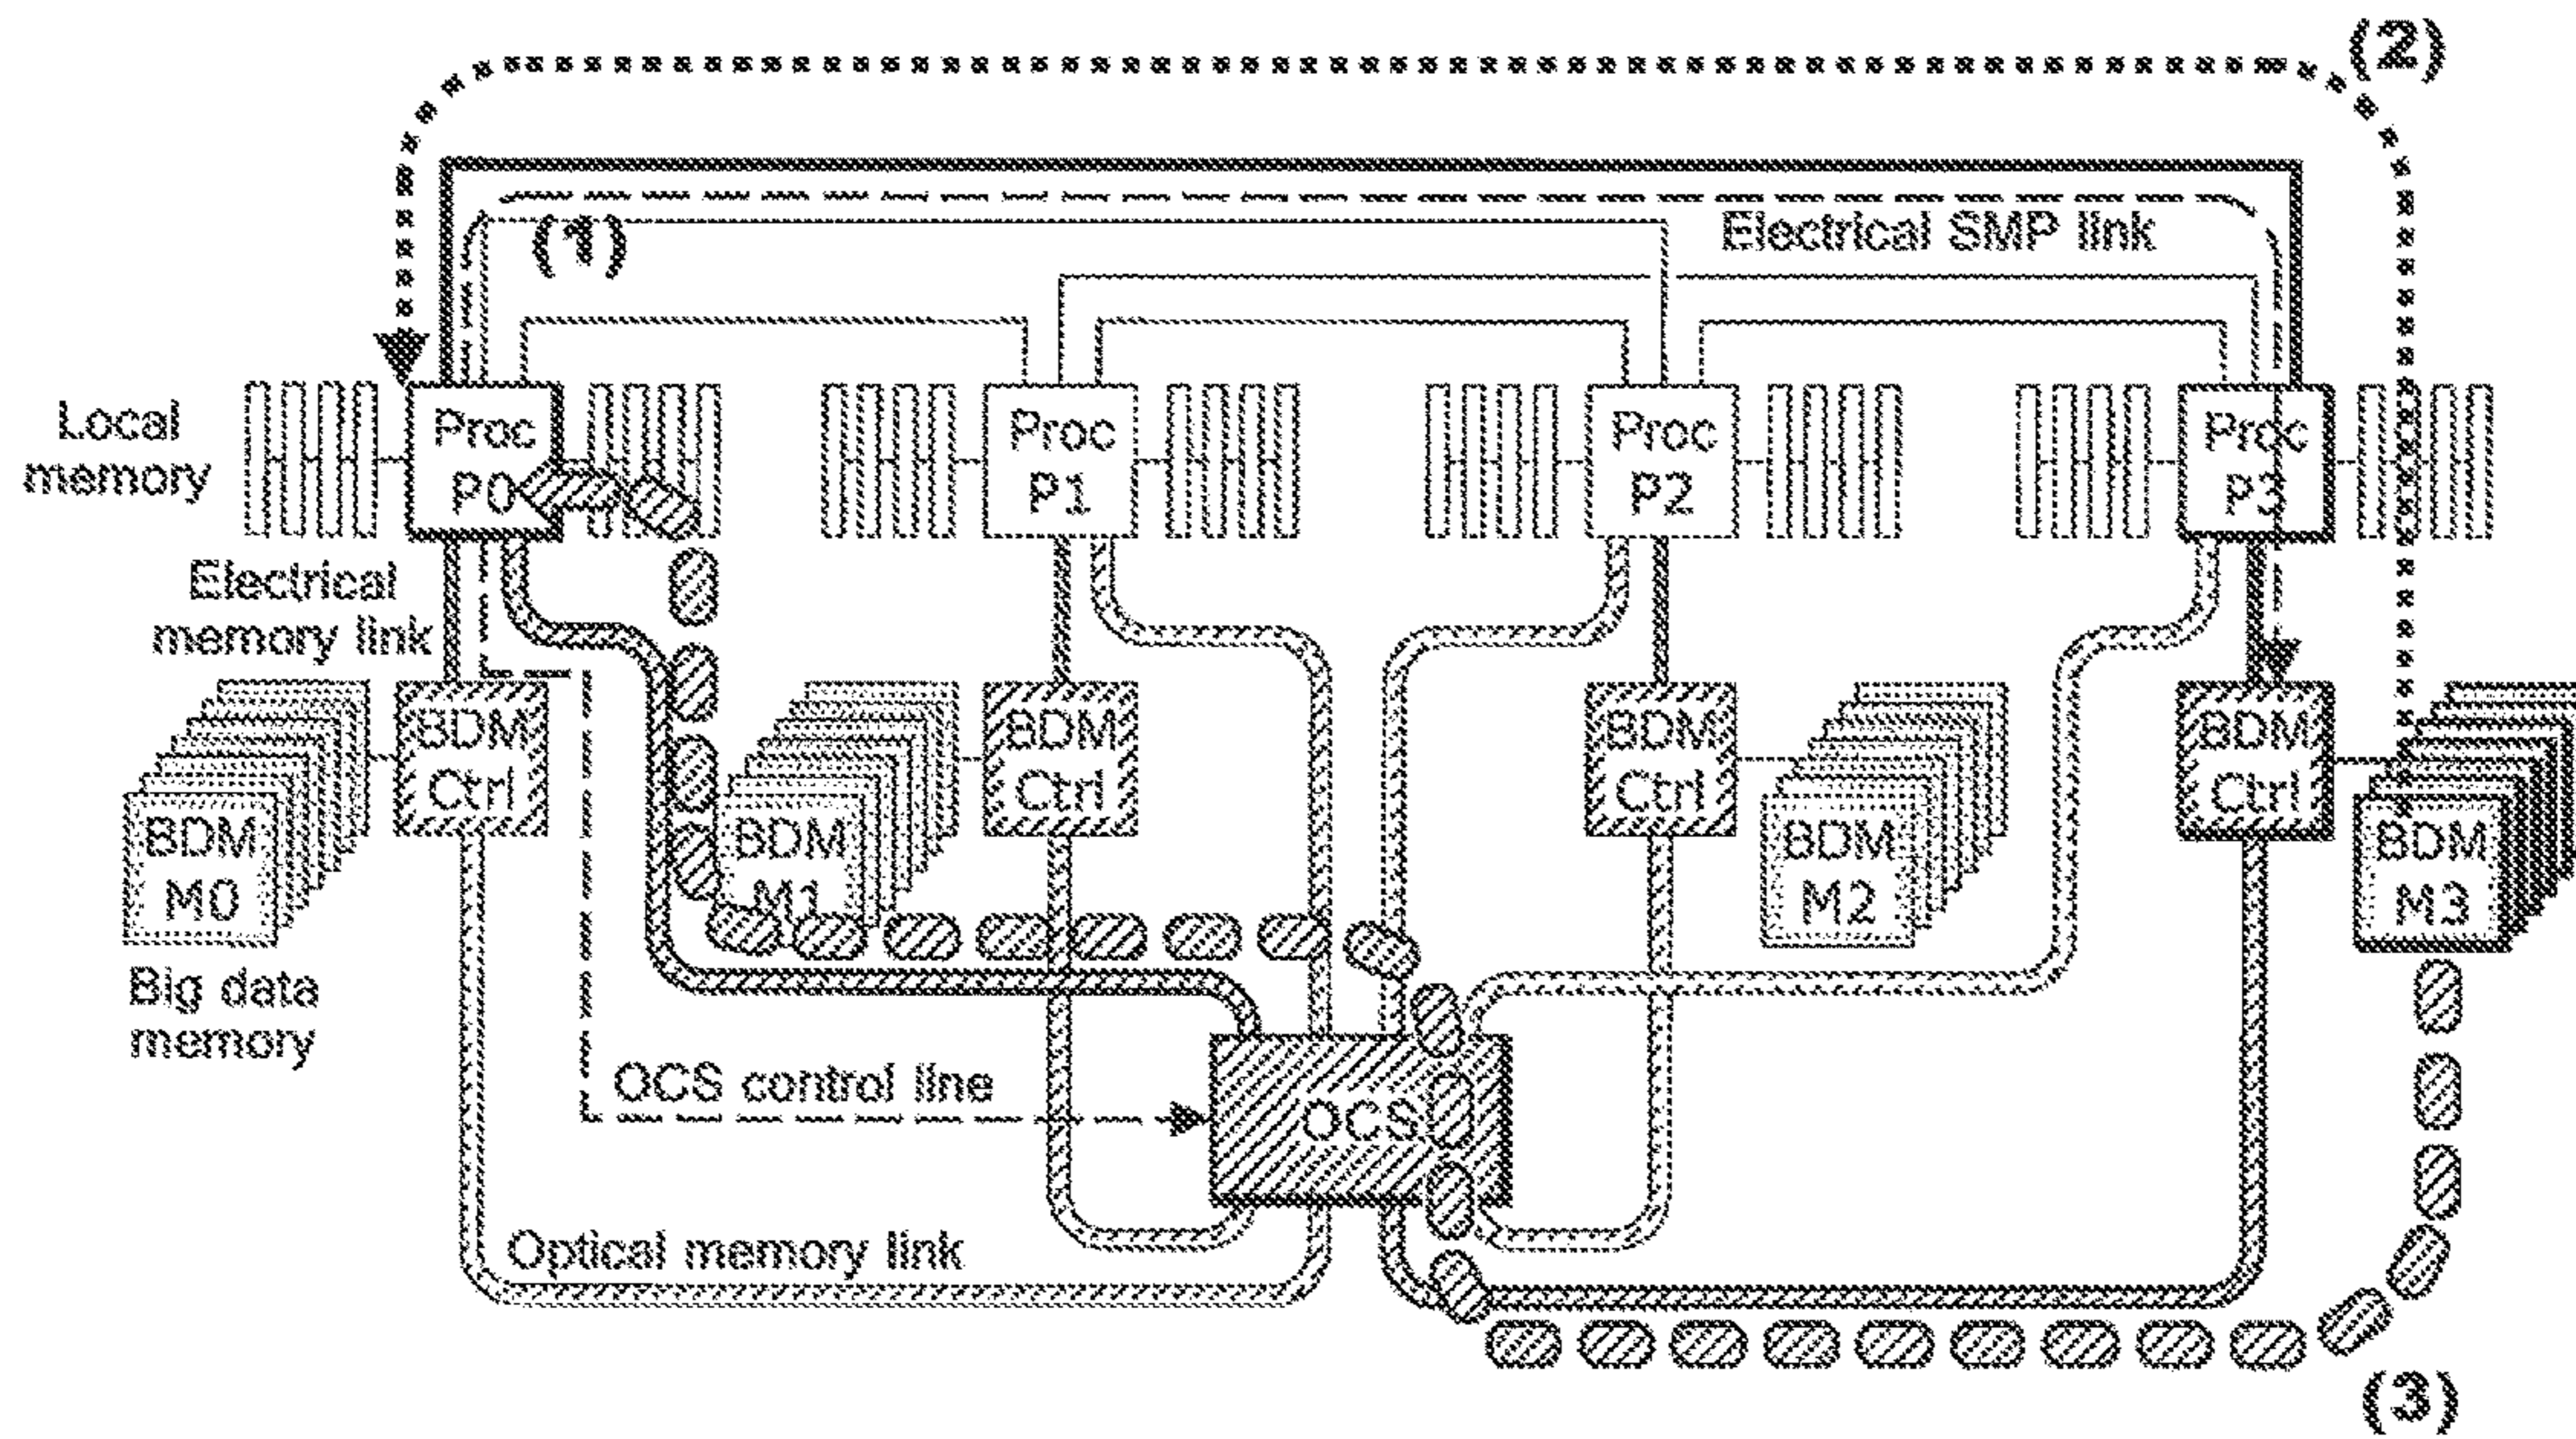 (2)
(1)
Electrical SMP link
Local
memory
Proc
P0
Proc
P1
Proc
P2
Proc
P3
Electrical
memory link
BDM
Ctrl
BDM
Ctrl
BDM
Ctrl
BDM
Ctrl
BDM
M0
BDM
M1
BDM
M2
BDM
M3
Big data
memory
OCS control line
OCS
Optical memory link
(3)